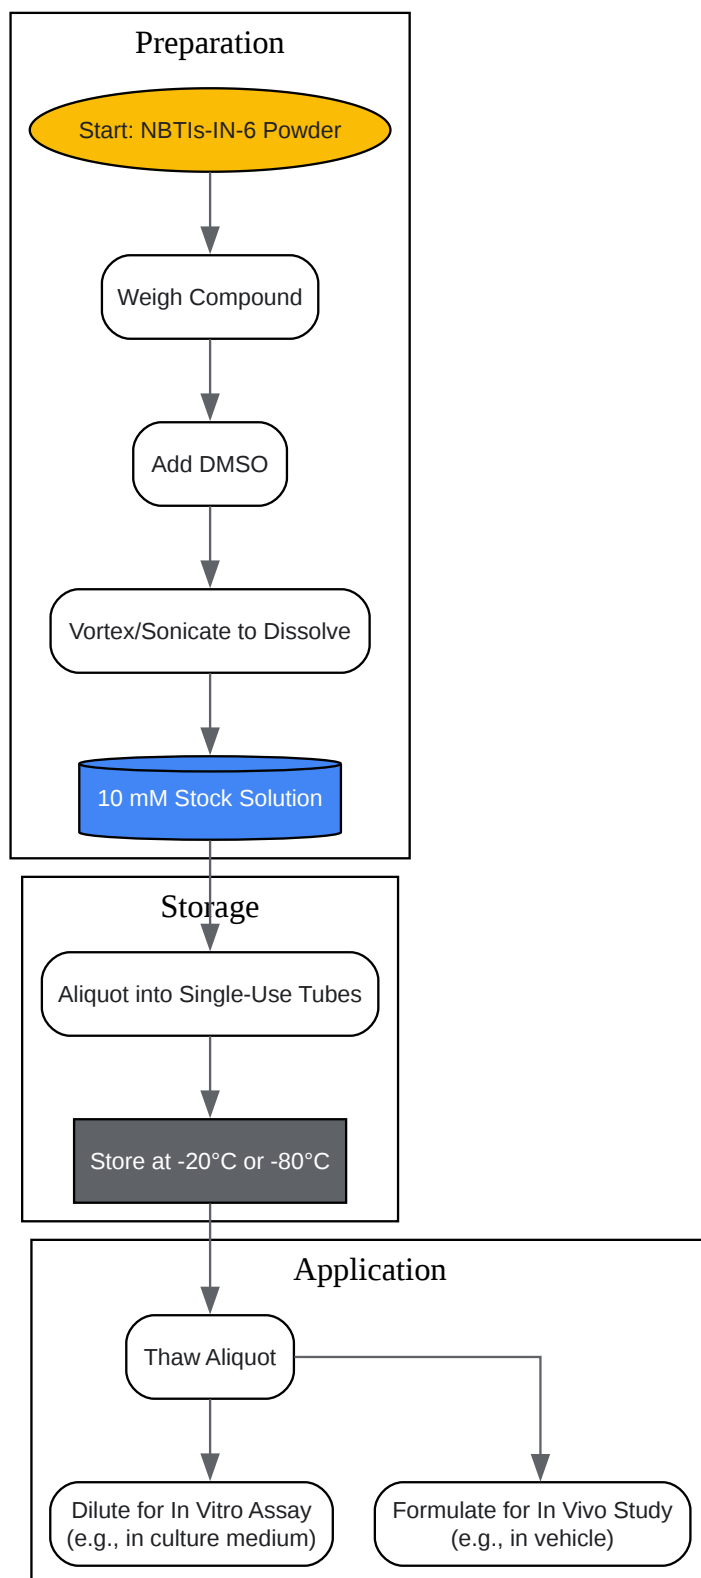 Preparation
Start: NBTIs-IN-6 Powder
Weigh Compound
Add DMSO
Vortex/Sonicate to Dissolve
10 mM Stock Solution
Storage
Aliquot into Single-Use Tubes
Store at -20°C or -80°C
Application
Thaw Aliquot
Dilute for In Vitro Assay
(e.g., in culture medium)
Formulate for In Vivo Study
(e.g., in vehicle)